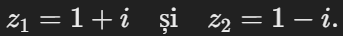 z₁ = 1 + i și z₂ = 1 − i.